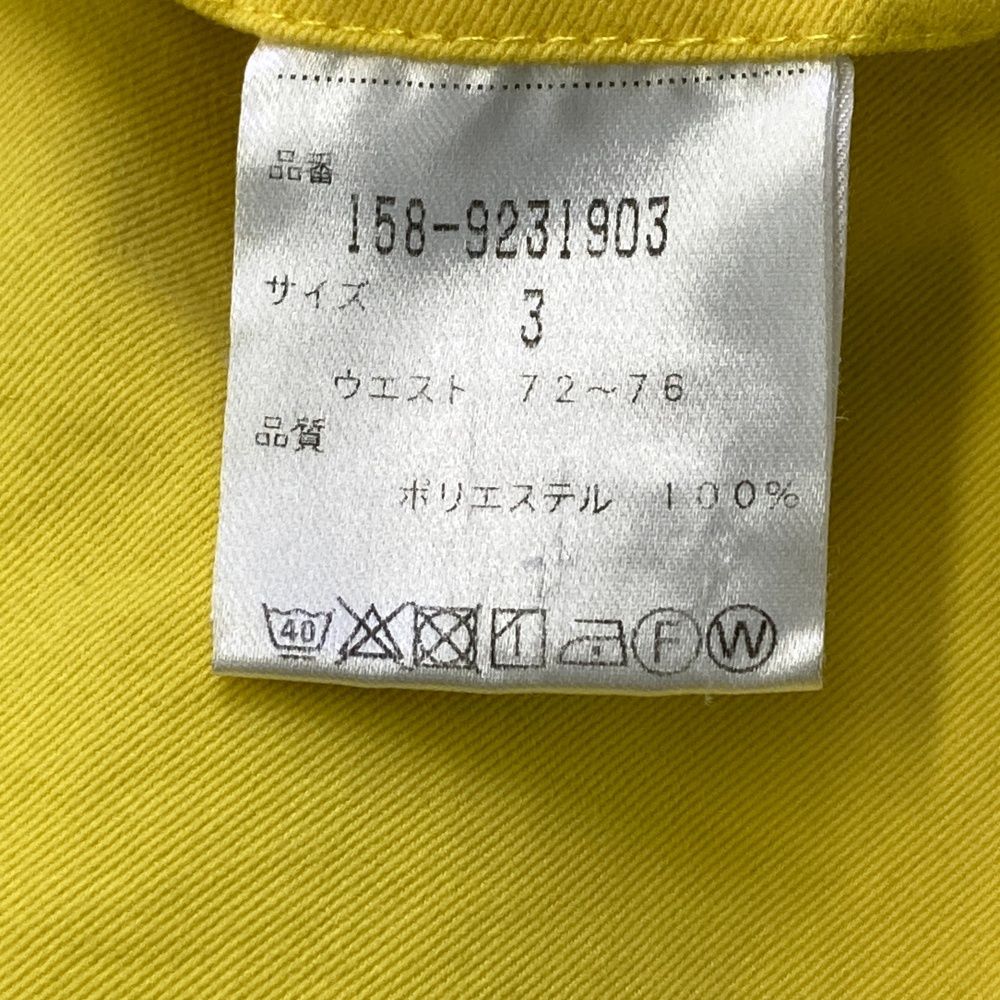 品番
158-9231903
サイズ 3
ウエスト 72～76
品質
ポリエステル 100%
40 F W